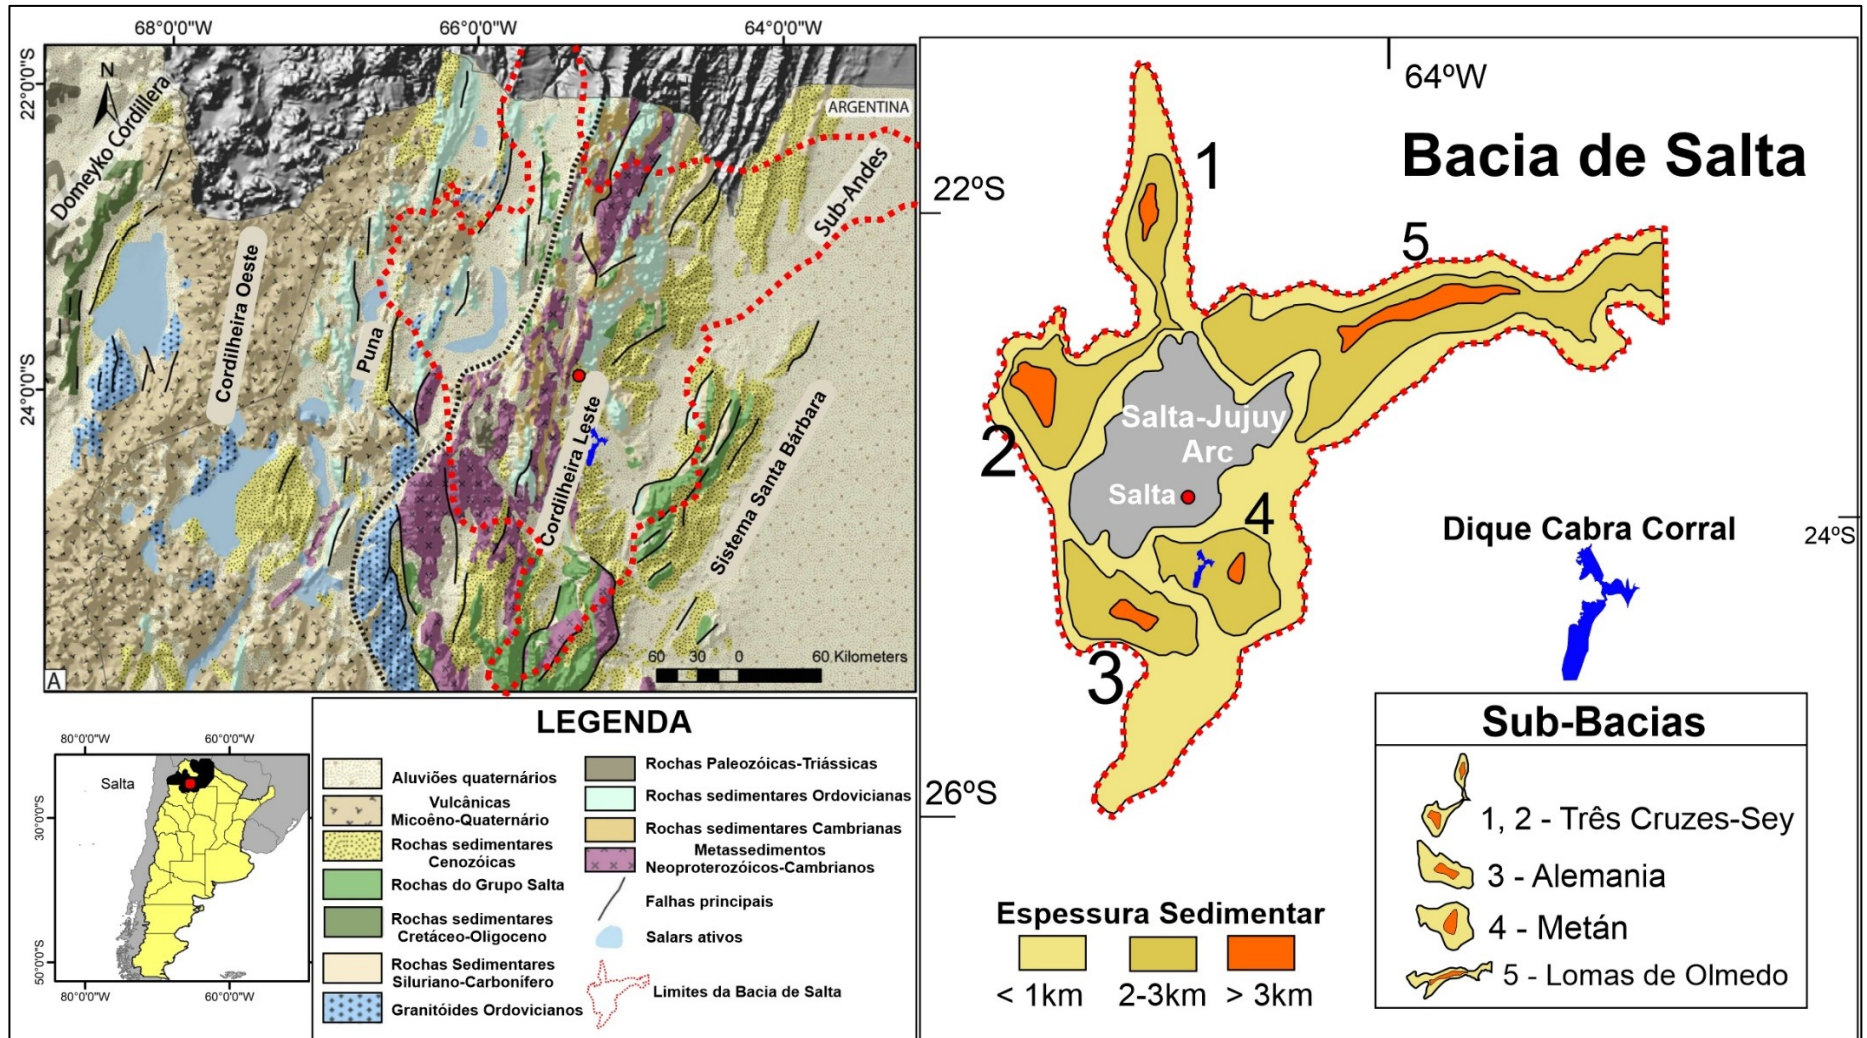 68°0'0"W
66°0'0"W
64°0'0"W
22°0'0"S
24°0'0"S
N
Domeyko Cordillera
Cordilheira Oeste
Puna
Cordilheira Leste
Sub-Andes
Sistema Santa Bárbara
ARGENTINA
60 30 0 60 Kilometers
A
80°0'0"W
60°0'0"W
Salta
30°0'0"S
50°0'0"S
80°0'0"W
60°0'0"W
LEGENDA
Aluviões quaternários
Vulcânicas
Micoêno-Quaternário
Rochas sedimentares
Cenozóicas
Rochas do Grupo Salta
Rochas sedimentares
Cretáceo-Oligoceno
Rochas Sedimentares
Siluriano-Carbonífero
Granitóides Ordovicianos
Rochas Paleozóicas-Triássicas
Rochas sedimentares Ordovicianas
Rochas sedimentares Cambrianas
Metassedimentos
Neoproterozóicos-Cambrianos
Falhas principais
Salars ativos
Limites da Bacia de Salta
64ºW
Bacia de Salta
22ºS
1
5
2
Salta-Jujuy
Arc
Salta
4
3
Dique Cabra Corral
24ºS
26ºS
Espessura Sedimentar
< 1km
2-3km
> 3km
Sub-Bacias
1, 2 - Três Cruzes-Sey
3 - Alemania
4 - Metán
5 - Lomas de Olmedo